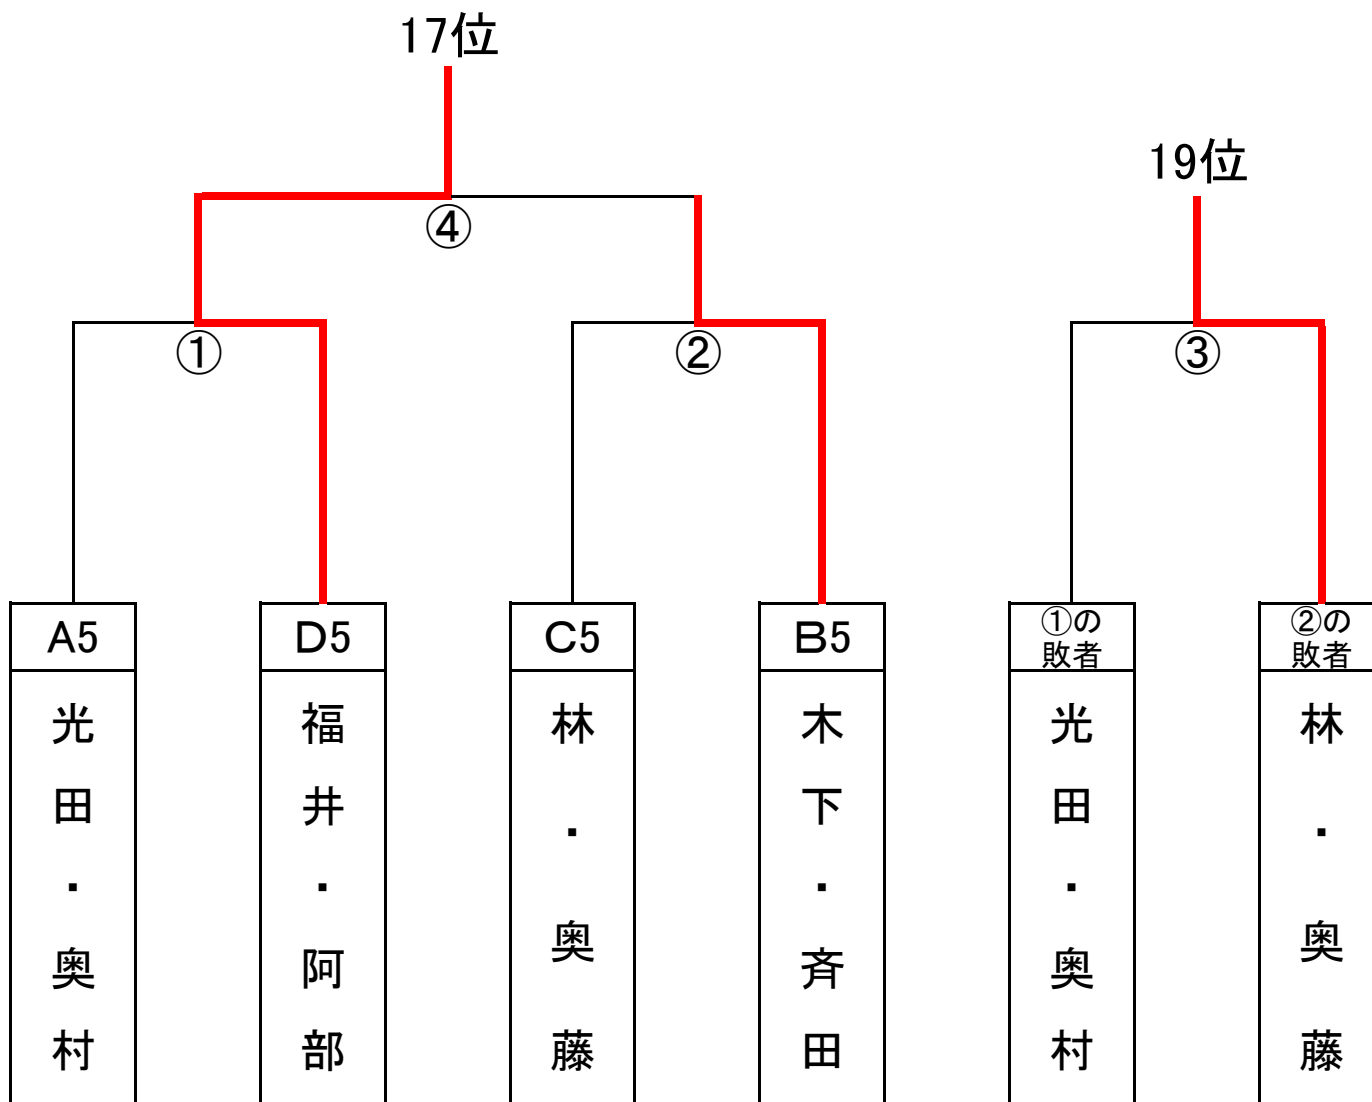 17位
19位
④
①
②
③
A5
D5
C5
B5
①の
敗者
②の
敗者
光田・奥村
福井・阿部
林・奥藤
木下・斉田
光田・奥村
林・奥藤